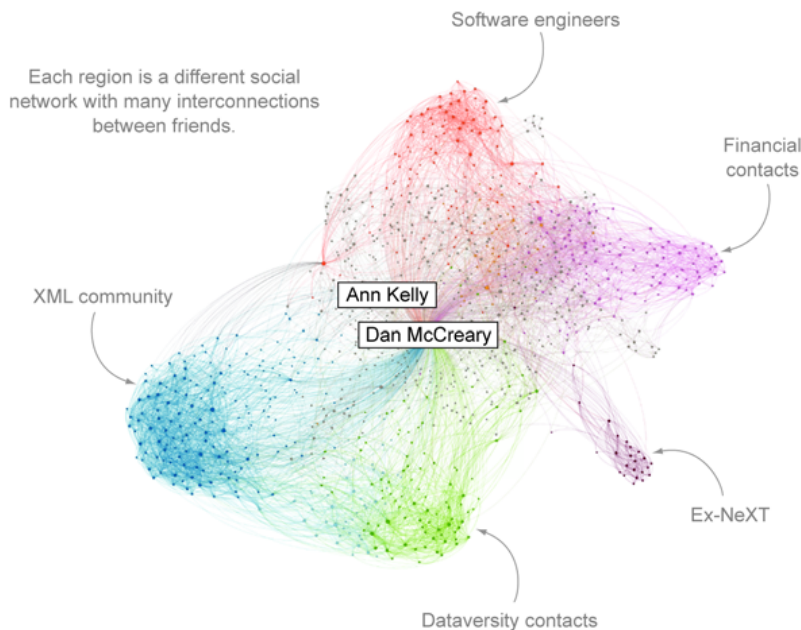 Software engineers
Each region is a different social
network with many interconnections
between friends.
Financial
contacts
Ann Kelly
XML community
Dan McCreary
Ex-NeXT
Dataversity contacts